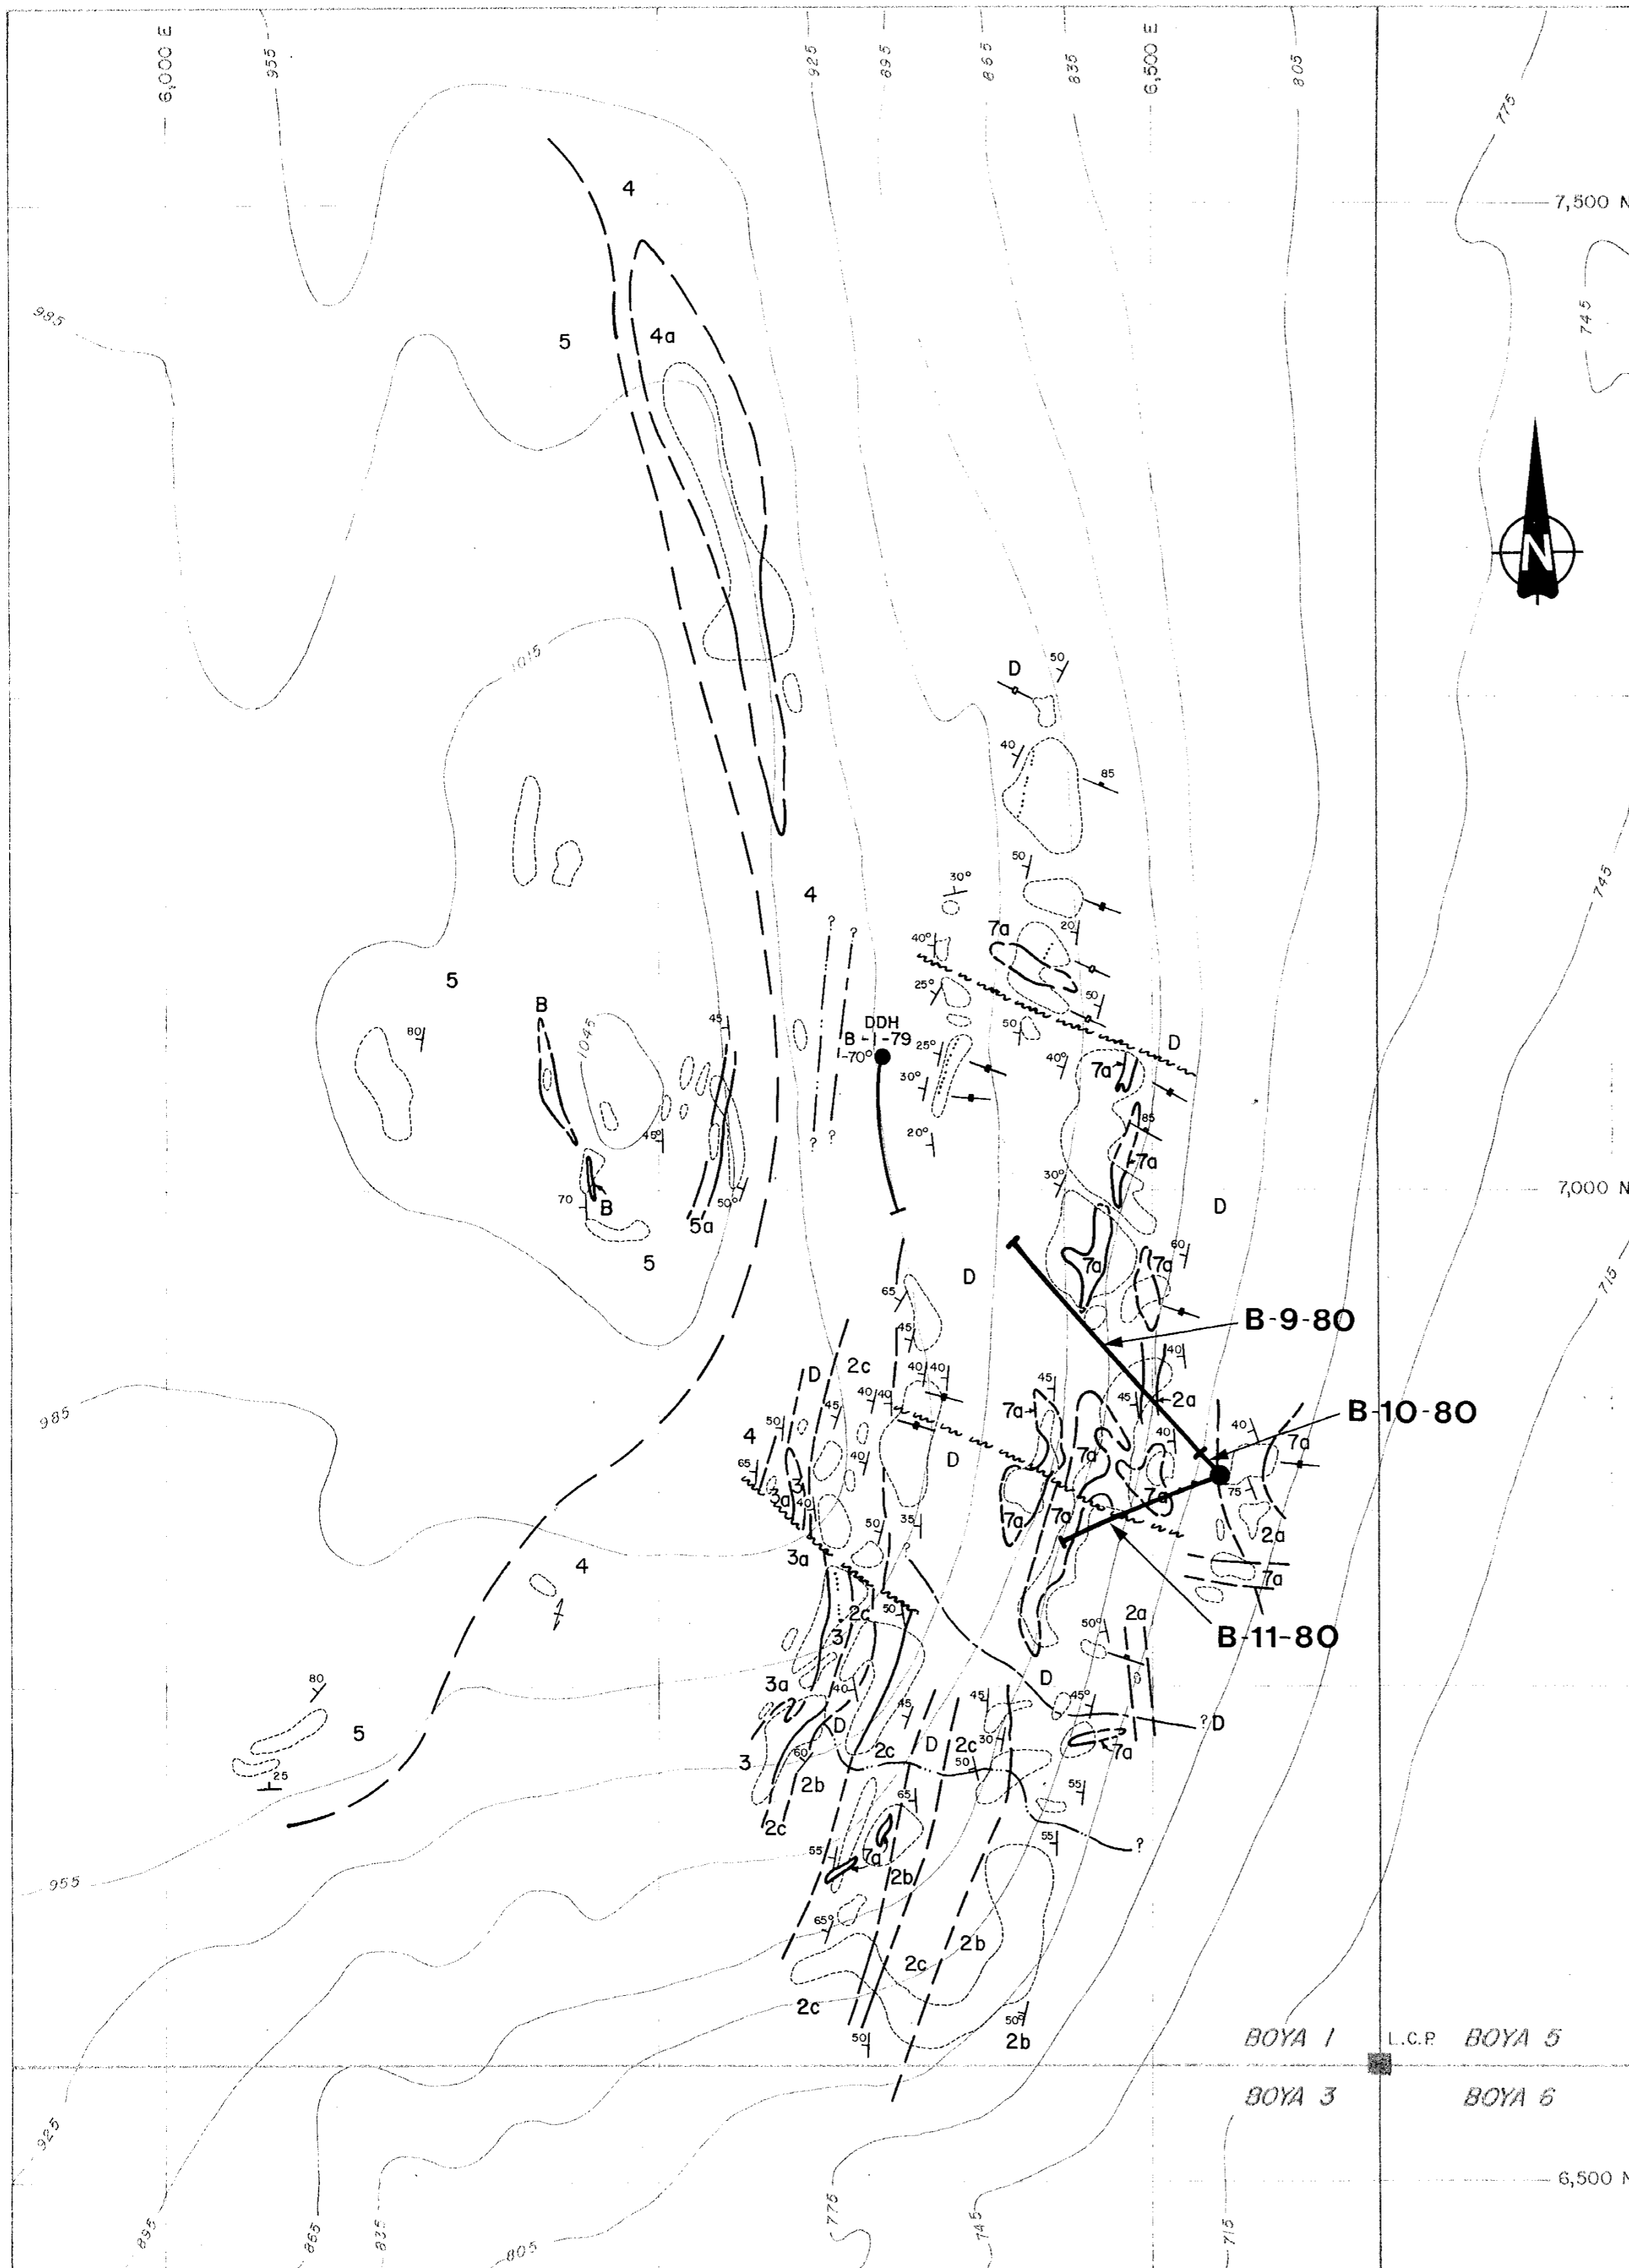 6,000 E
955
925
895
865
835
6,500 E
805
775
4
7,500 N
985
5
4a
745
N
1015
D
50
40
85
50
745
30°
4
? ?
7a
20
40°
5
25°
50
B
80
1045
45
DDH
B-1-79
-70°
25°
50
D
40°
7a
30°
85
45°
? ?
20°
7a
70
B
50°
5a
30°
7,000 N
D
5
D
60
7a
7a
65
715
B-9-80
45
D
2c
40 40
40
45
45
2a
B-10-80
985
40 40
45
7a
50
4
40
40
7a
65
3
40
D
7a
3a
40
75
7a
50
35
7a
7a
2a
3a
4
7a
2c
50
50°
2a
3
B-11-80
80
3a
40
D
45
45
45°
5
D
?D
3
60
2c
D
2c
30
7a
50
25
2b
65
55
2c
55
55
?
7a
2b
955
65°
2b
2c
2c
50°
50
2b
BOYA 1
L.C.P.
BOYA 5
BOYA 3
BOYA 6
925
6,500 N
895
865
835
805
775
745
715